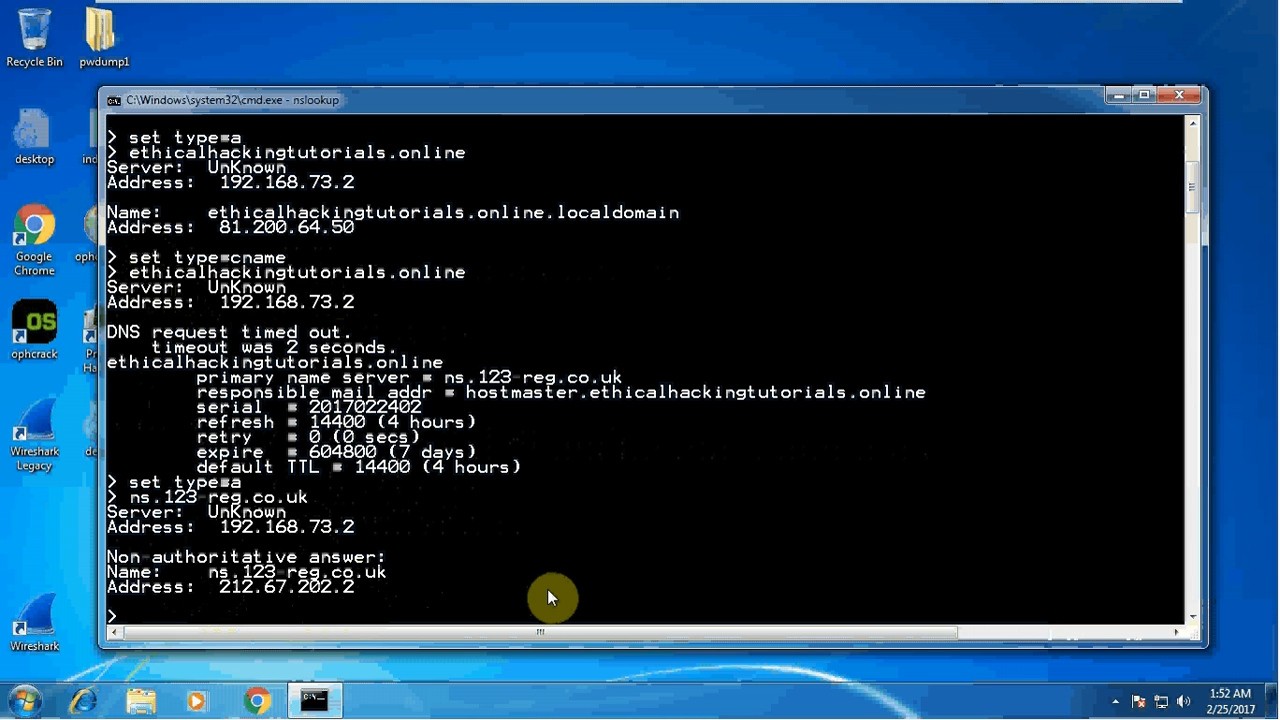 Recycle Bin
pwdump1
desktop
Google Chrome
ophcrack
Wireshark Legacy
Wireshark
C:\Windows\system32\cmd.exe - nslookup
> set type=a
> ethicalhackingtutorials.online
Server:  UnKnown
Address:  192.168.73.2
Name:    ethicalhackingtutorials.online.localdomain
Address:  81.200.64.50
> set type=cname
> ethicalhackingtutorials.online
Server:  UnKnown
Address:  192.168.73.2
DNS request timed out.
timeout was 2 seconds.
ethicalhackingtutorials.online
primary name server = ns.123-reg.co.uk
responsible mail addr = hostmaster.ethicalhackingtutorials.online
serial  = 2017022402
refresh = 14400 (4 hours)
retry   = 0 (0 secs)
expire  = 604800 (7 days)
default TTL = 14400 (4 hours)
> set type=a
> ns.123-reg.co.uk
Server:  UnKnown
Address:  192.168.73.2
Non-authoritative answer:
Name:    ns.123-reg.co.uk
Address:  212.67.202.2
>
1:52 AM
2/25/2017